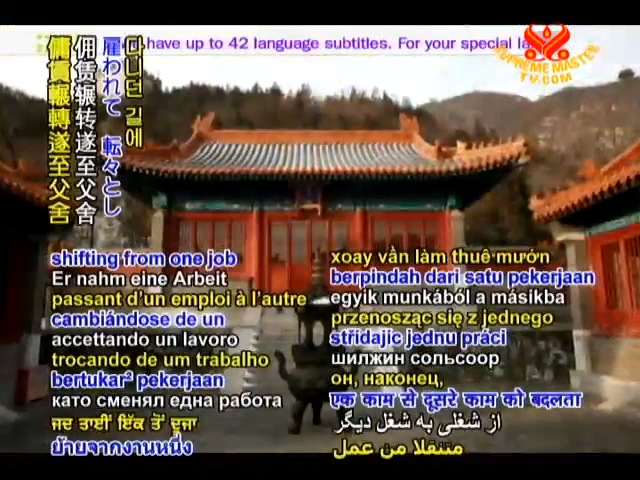 have up to 42 language subtitles. For your special la
SUPREME MASTER
TV.COM
다니던 길에
雇われて 転々とし
佣赁辗转遂至父舍
傭賃輾轉遂至父舍
shifting from one job
Er nahm eine Arbeit
passant d'un emploi à l'autre
cambiándose de un
accettando un lavoro
trocando de um trabalho
bertukar² pekerjaan
като сменял една работа
ਜਦ ਤਾਈਂ ਇੱਕ ਤੋਂ ਦੂਜਾ
ย้ายจากงานหนึ่ง
xoay vần làm thuê mướn
berpindah dari satu pekerjaan
egyik munkából a másikba
przenosząc się z jednego
střídajíc jednu práci
шилжин сольсоор
он, наконец,
एक काम से दूसरे काम को बदलता
از شغلی به شغل دیگر
متنقلا من عمل